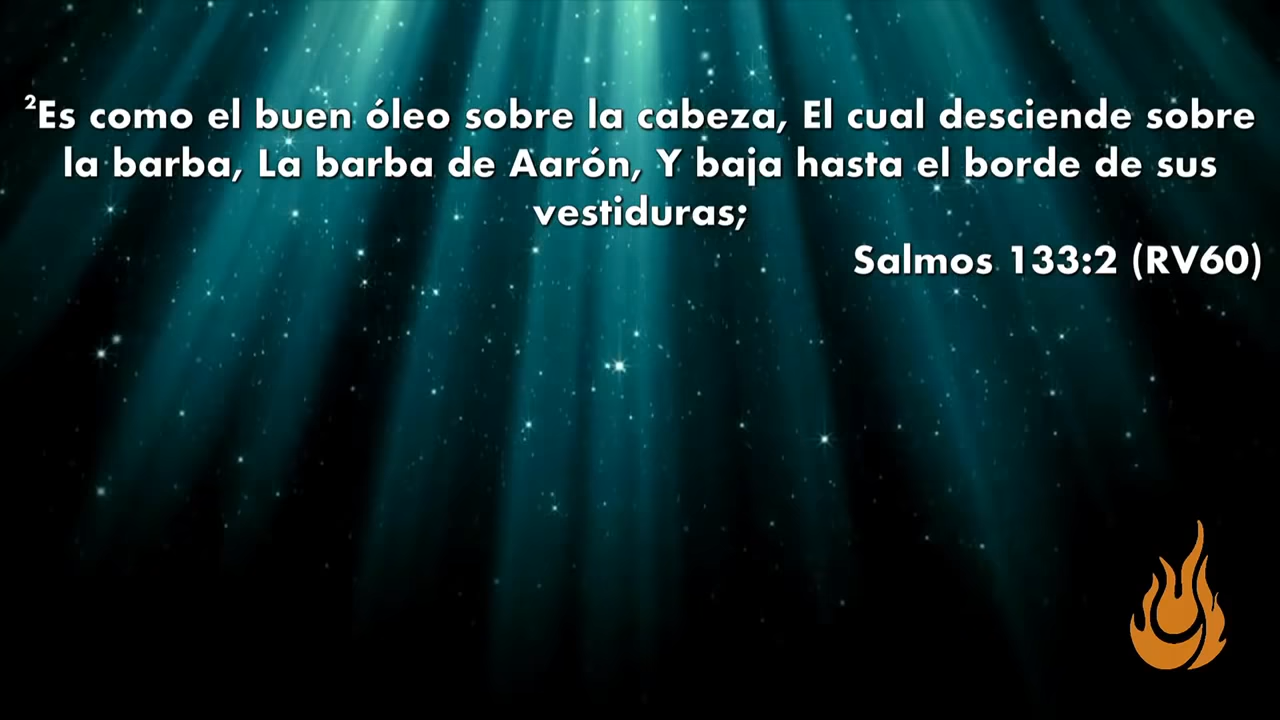 ²Es como el buen óleo sobre la cabeza, El cual desciende sobre
la barba, La barba de Aarón, Y baja hasta el borde de sus
vestiduras;
Salmos 133:2 (RV60)